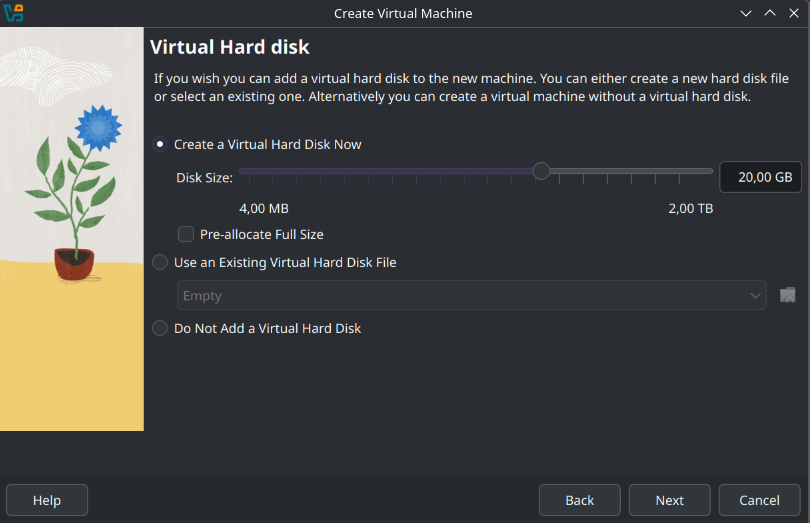 Create Virtual Machine
Virtual Hard disk
If you wish you can add a virtual hard disk to the new machine. You can either create a new hard disk file
or select an existing one. Alternatively you can create a virtual machine without a virtual hard disk.
Create a Virtual Hard Disk Now
Disk Size:
20,00 GB
4,00 MB
2,00 TB
Pre-allocate Full Size
Use an Existing Virtual Hard Disk File
Empty
Do Not Add a Virtual Hard Disk
Help
Back
Next
Cancel